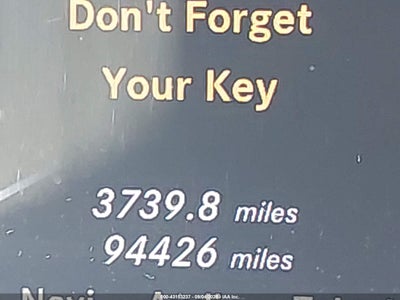 Don't Forget
Your Key
3739.8 miles
94426 miles